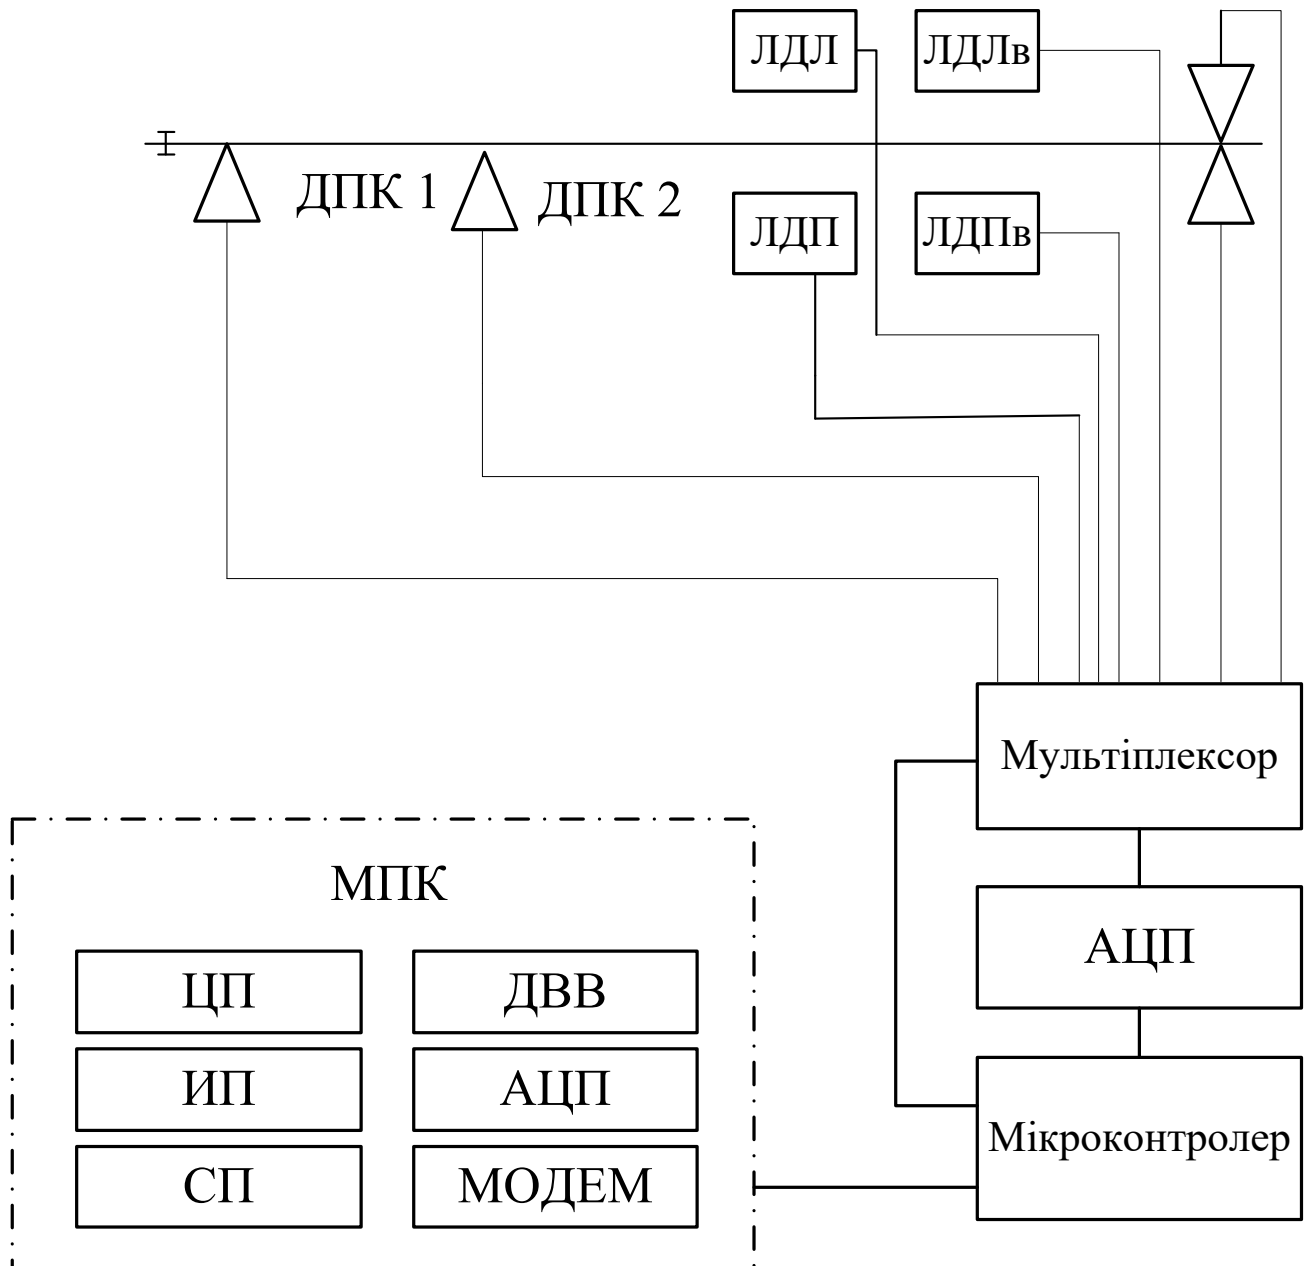 ЛДЛ ЛДЛв
ДПК 1 ДПК 2 ЛДП ЛДПв
Мультіплексор
МПК
АЦП
ЦП ДВВ
ИП АЦП
Мікроконтролер
СП МОДЕМ